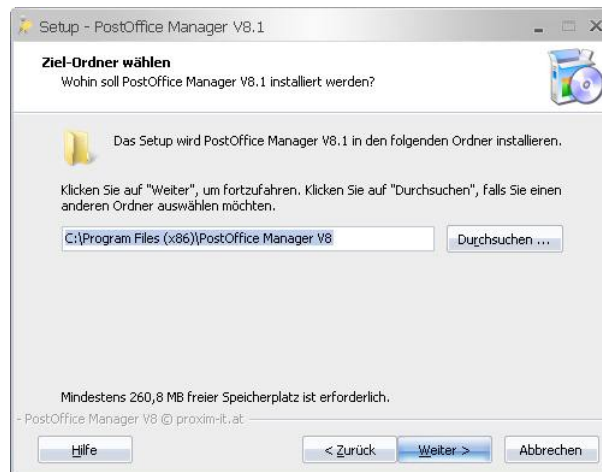 Setup - PostOffice Manager V8.1
Ziel-Ordner wählen
Wohin soll PostOffice Manager V8.1 installiert werden?
Das Setup wird PostOffice Manager V8.1 in den folgenden Ordner installieren.
Klicken Sie auf "Weiter", um fortzufahren. Klicken Sie auf "Durchsuchen", falls Sie einen
anderen Ordner auswählen möchten.
C:\Program Files (x86)\PostOffice Manager V8
Durchsuchen ...
Mindestens 260,8 MB freier Speicherplatz ist erforderlich.
- PostOffice Manager V8 © proxim-it.at
Hilfe
< Zurück
Weiter >
Abbrechen